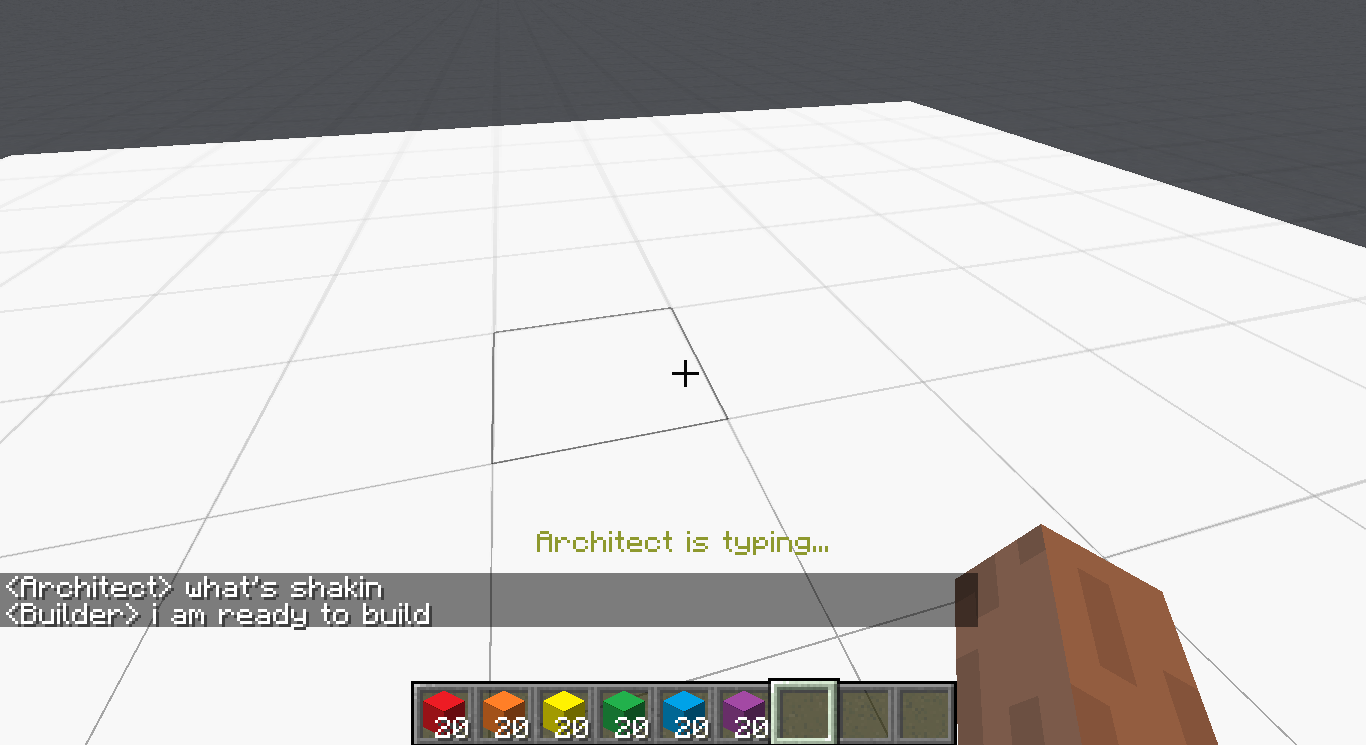 Architect is typing...
<Architect> what's shakin
<Builder> i am ready to build
20 20 20 20 20 20